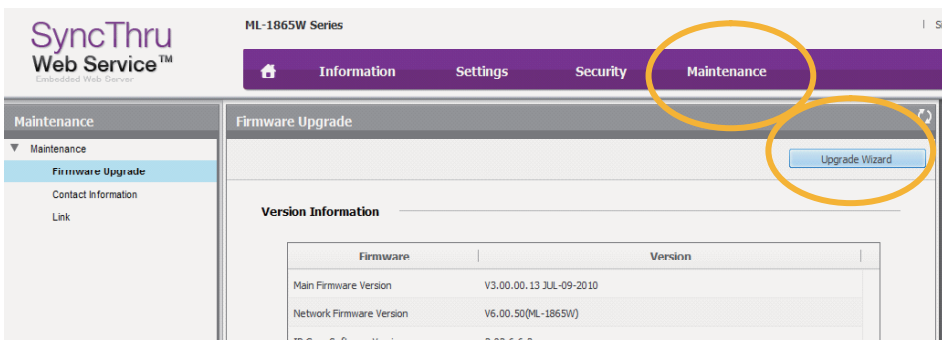 SyncThru
Web Service™
Embedded Web Server
ML-1865W Series
Information Settings Security Maintenance
Maintenance
Maintenance
Firmware Upgrade
Contact Information
Link
Firmware Upgrade
Upgrade Wizard
Version Information
Firmware Version
Main Firmware Version V3.00.00.13 JUL-09-2010
Network Firmware Version V6.00.50(ML-1865W)